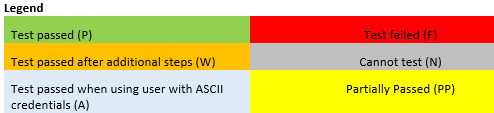 Legend
Test passed (P)
Test failed (F)
Test passed after additional steps (W)
Cannot test (N)
Test passed when using user with ASCII
credentials (A)
Partially Passed (PP)